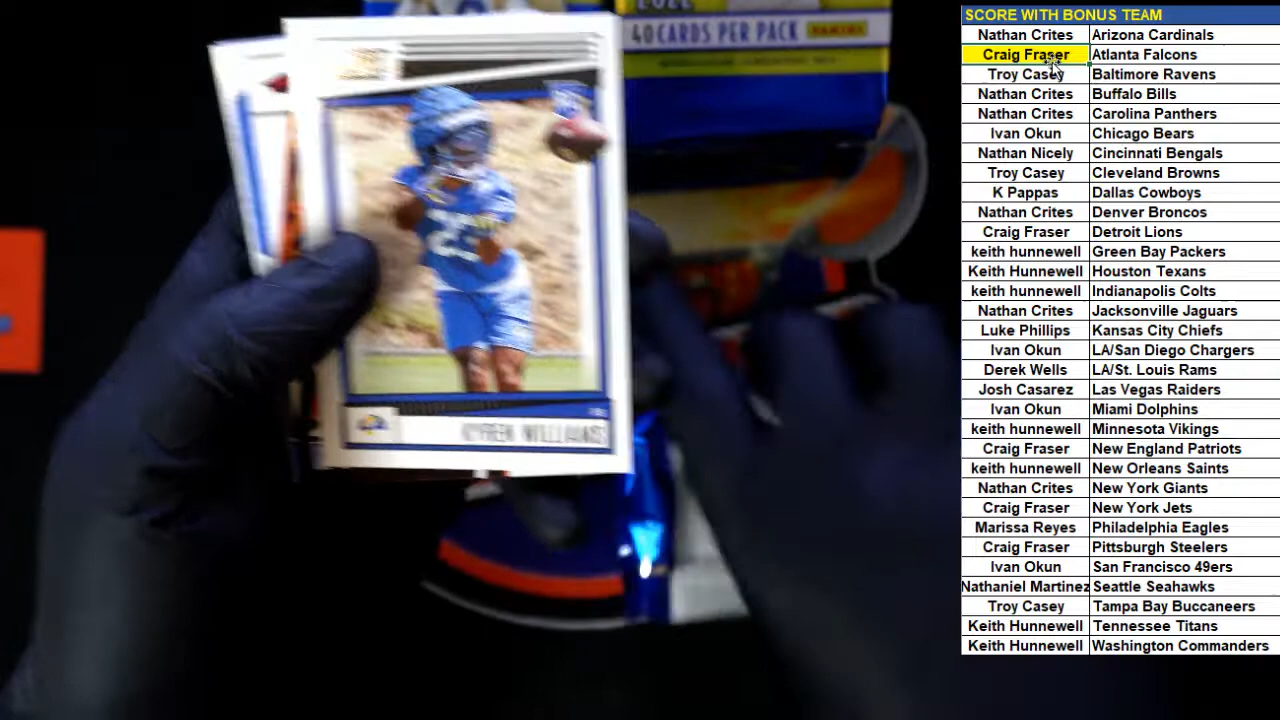 2022
40 CARDS PER PACK PANINI
23
KYREN WILLIAMS
SCORE WITH BONUS TEAM
Nathan Crites Arizona Cardinals
Craig Fraser Atlanta Falcons
Troy Casey Baltimore Ravens
Nathan Crites Buffalo Bills
Nathan Crites Carolina Panthers
Ivan Okun Chicago Bears
Nathan Nicely Cincinnati Bengals
Troy Casey Cleveland Browns
K Pappas Dallas Cowboys
Nathan Crites Denver Broncos
Craig Fraser Detroit Lions
keith hunnewell Green Bay Packers
Keith Hunnewell Houston Texans
keith hunnewell Indianapolis Colts
Nathan Crites Jacksonville Jaguars
Luke Phillips Kansas City Chiefs
Ivan Okun LA/San Diego Chargers
Derek Wells LA/St. Louis Rams
Josh Casarez Las Vegas Raiders
Ivan Okun Miami Dolphins
keith hunnewell Minnesota Vikings
Craig Fraser New England Patriots
keith hunnewell New Orleans Saints
Nathan Crites New York Giants
Craig Fraser New York Jets
Marissa Reyes Philadelphia Eagles
Craig Fraser Pittsburgh Steelers
Ivan Okun San Francisco 49ers
Nathaniel Martinez Seattle Seahawks
Troy Casey Tampa Bay Buccaneers
Keith Hunnewell Tennessee Titans
Keith Hunnewell Washington Commanders